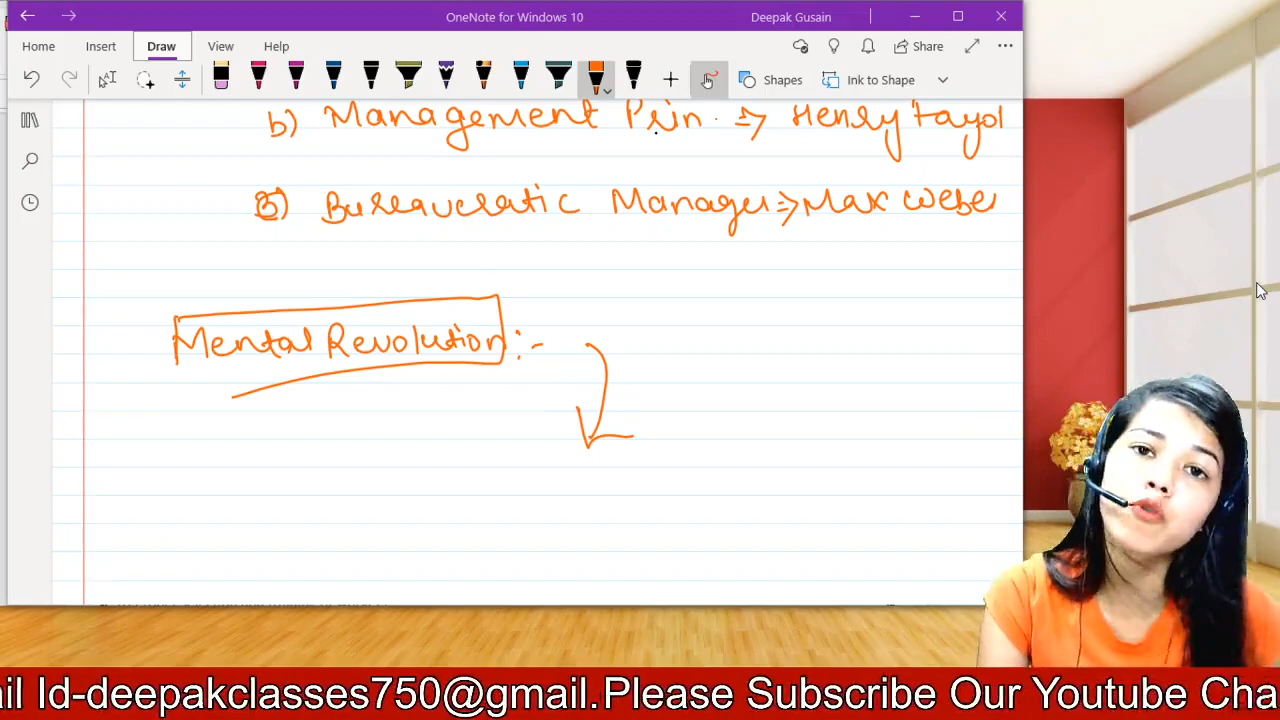 OneNote for Windows 10
Deepak Gusain
Home Insert Draw View Help
Share
Shapes
Ink to Shape
b) Management Prin. => Henry Fayol
3) Bureaucratic Manager => Max Weber
Mental Revolution :-
ail Id-deepakclasses750@gmail.Please Subscribe Our Youtube Cha